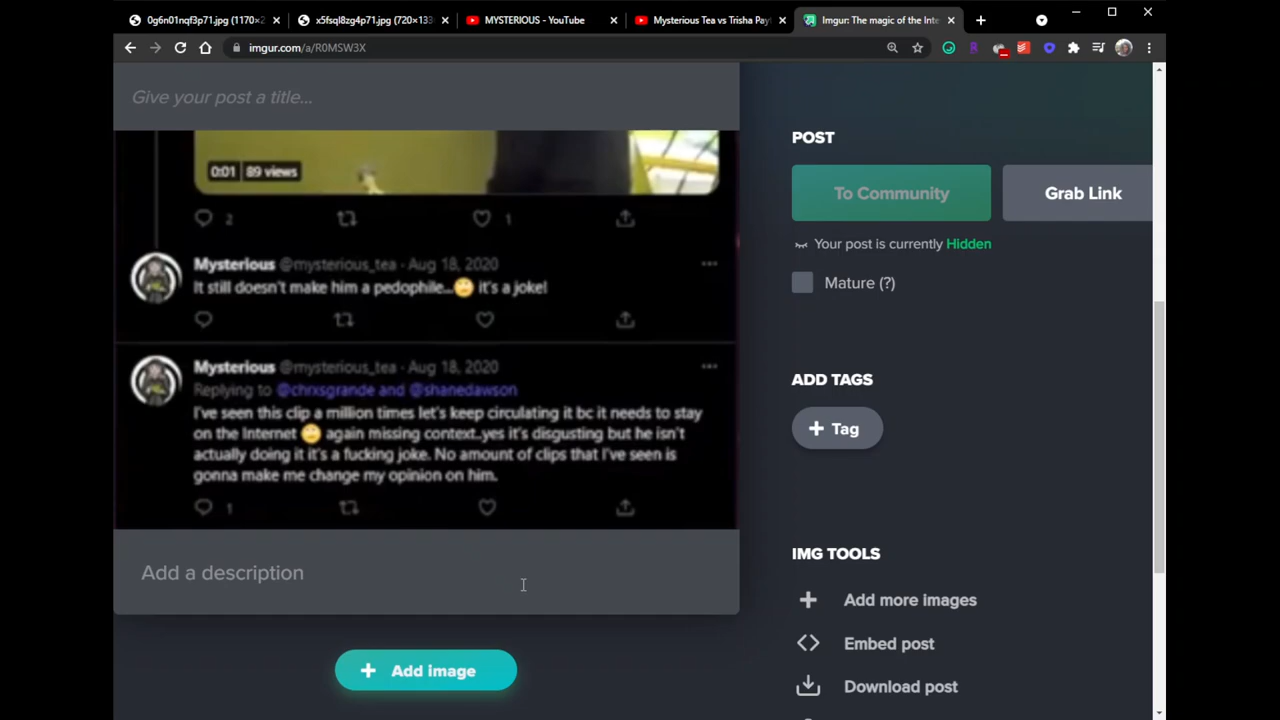 0g6n01nqf3p71.jpg (1170×2
x5fsql8zg4p71.jpg (720×133
MYSTERIOUS - YouTube
Mysterious Tea vs Trisha Pay
Imgur: The magic of the Inte
imgur.com/a/R0MSW3X
Give your post a title...
0:01 89 views
2
1
Mysterious @mysterious_tea · Aug 18, 2020
It still doesn't make him a pedophile...🙄 it's a joke!
Mysterious @mysterious_tea · Aug 18, 2020
Replying to @chrxsgrande and @shanedawson
I've seen this clip a million times let's keep circulating it bc it needs to stay
on the Internet 🙄 again missing context..yes it's disgusting but he isn't
actually doing it it's a fucking joke. No amount of clips that I've seen is
gonna make me change my opinion on him.
1
Add a description
+ Add image
POST
To Community
Grab Link
Your post is currently Hidden
Mature (?)
ADD TAGS
+ Tag
IMG TOOLS
Add more images
Embed post
Download post